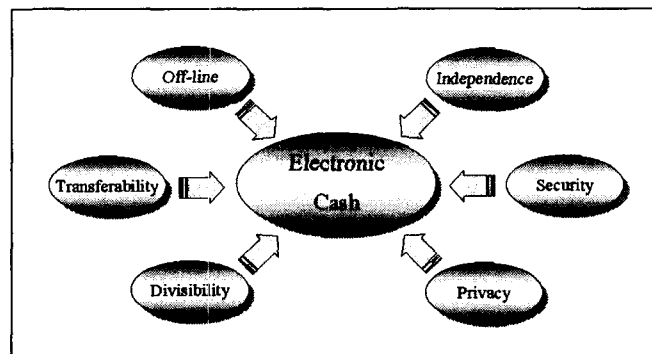 Off-line
Independence
Electronic
Cash
Transferability
Security
Divisibility
Privacy